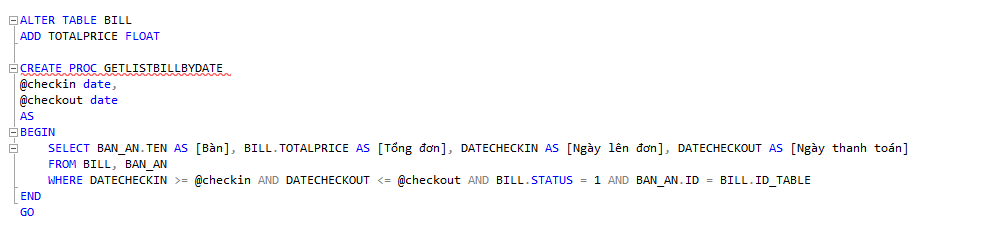 ALTER TABLE BILL
ADD TOTALPRICE FLOAT
CREATE PROC GETLISTBILLBYDATE
@checkin date,
@checkout date
AS
BEGIN
SELECT BAN_AN.TEN AS [Bàn], BILL.TOTALPRICE AS [Tổng đơn], DATECHECKIN AS [Ngày lên đơn], DATECHECKOUT AS [Ngày thanh toán]
FROM BILL, BAN_AN
WHERE DATECHECKIN >= @checkin AND DATECHECKOUT <= @checkout AND BILL.STATUS = 1 AND BAN_AN.ID = BILL.ID_TABLE
END
GO